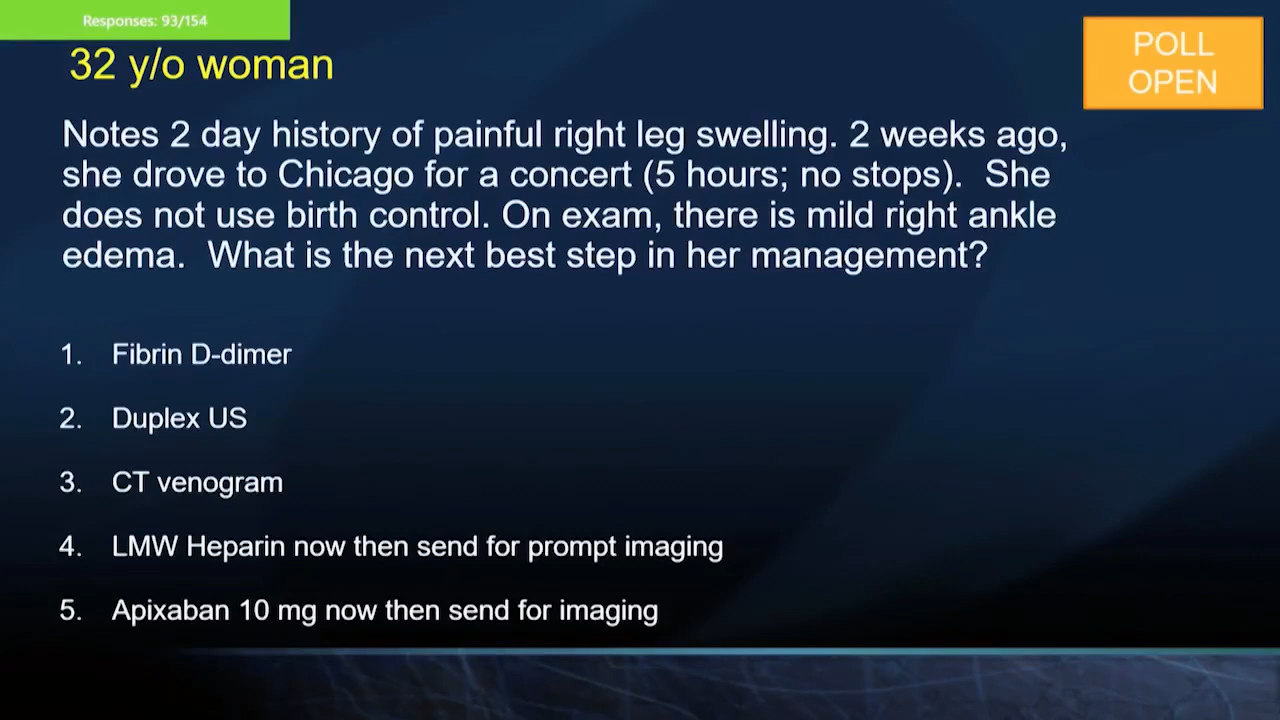 Responses: 93/154
POLL
OPEN
32 y/o woman
Notes 2 day history of painful right leg swelling. 2 weeks ago,
she drove to Chicago for a concert (5 hours; no stops). She
does not use birth control. On exam, there is mild right ankle
edema. What is the next best step in her management?
1. Fibrin D-dimer
2. Duplex US
3. CT venogram
4. LMW Heparin now then send for prompt imaging
5. Apixaban 10 mg now then send for imaging